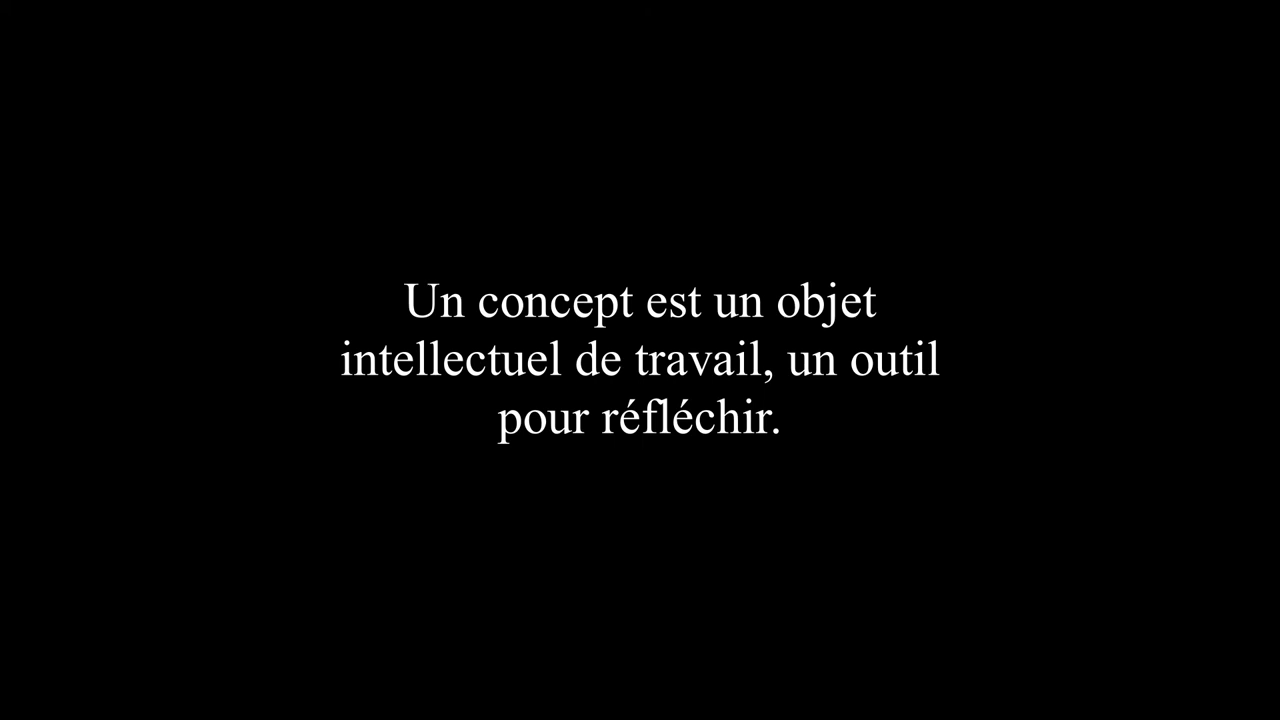 Un concept est un objet
intellectuel de travail, un outil
pour réfléchir.